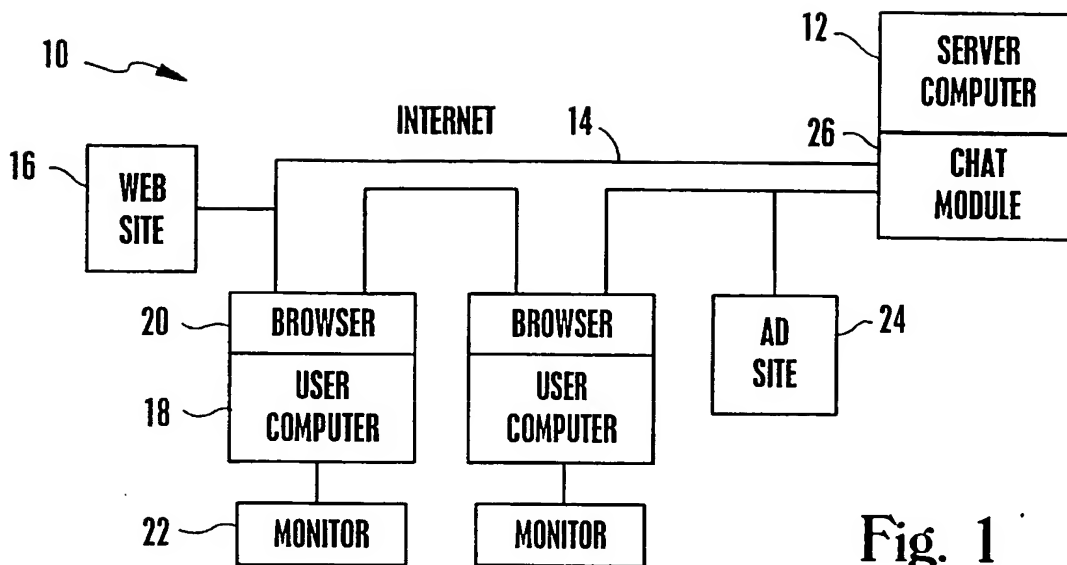 10
12
SERVER
COMPUTER
INTERNET
14
26
CHAT
MODULE
16
WEB
SITE
20
BROWSER
BROWSER
24
AD
SITE
18
USER
COMPUTER
USER
COMPUTER
22
MONITOR
MONITOR
Fig. 1